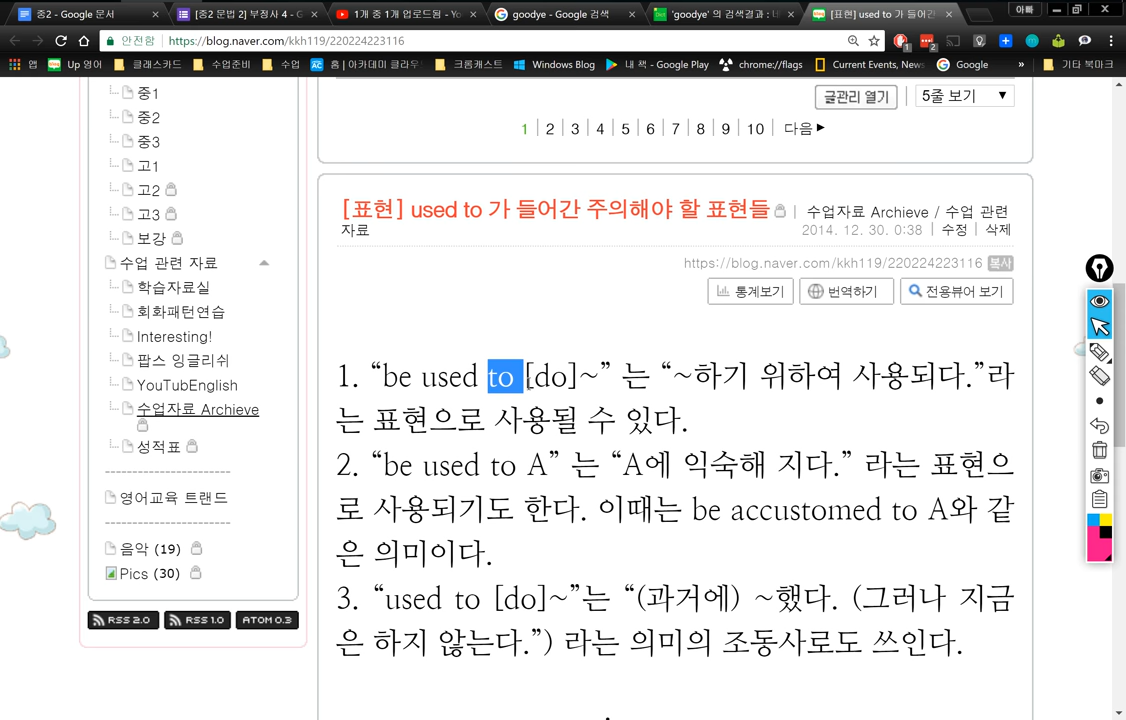 중2 - Google 문서
[중2 문법 2] 부정사 4 - G
1개 중 1개 업로드됨 - Yo
goodye - Google 검색
'goodye' 의 검색결과 : 네
[표현] used to 가 들어간
아빠
안전함
https://blog.naver.com/kkh119/220224223116
앱
Up 영어
클래스카드
수업준비
수업
홈 | 아카데미 클라우
크롬캐스트
Windows Blog
내 책 - Google Play
chrome://flags
Current Events, New
Google
»
기타 북마크
중1
중2
중3
고1
고2
고3
보강
수업 관련 자료
학습자료실
회화패턴연습
Interesting!
팝스 잉글리쉬
YouTubEnglish
수업자료 Archieve
성적표
영어교육 트랜드
음악 (19)
Pics (30)
RSS 2.0
RSS 1.0
ATOM 0.3
글관리 열기
5줄 보기
1 | 2 | 3 | 4 | 5 | 6 | 7 | 8 | 9 | 10 | 다음
[표현] used to 가 들어간 주의해야 할 표현들 | 수업자료 Archieve / 수업 관련
자료
2014. 12. 30. 0:38 | 수정 | 삭제
https://blog.naver.com/kkh119/220224223116 복사
통계보기
번역하기
전용뷰어 보기
1. “be used to [do]~” 는 “~하기 위하여 사용되다.”라
는 표현으로 사용될 수 있다.
2. “be used to A” 는 “A에 익숙해 지다.” 라는 표현으
로 사용되기도 한다. 이때는 be accustomed to A와 같
은 의미이다.
3. “used to [do]~”는 “(과거에) ~했다. (그러나 지금
은 하지 않는다.”) 라는 의미의 조동사로도 쓰인다.